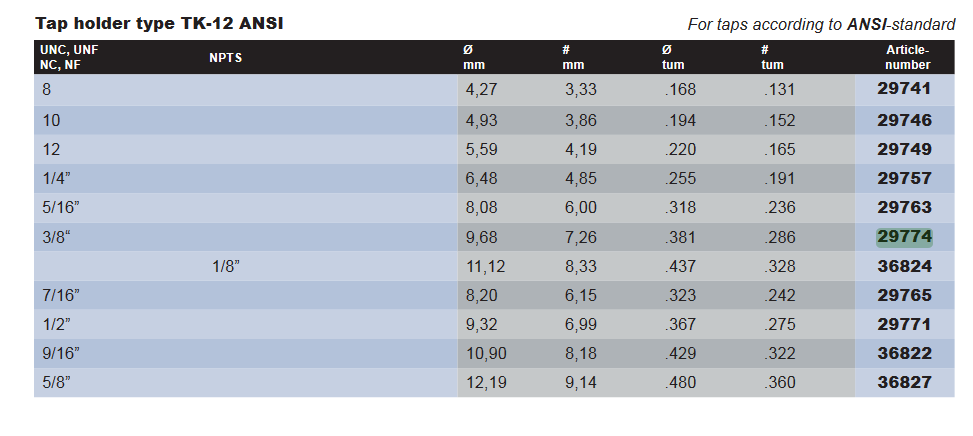 Tap holder type TK-12 ANSI For taps according to ANSI-standard
UNC, UNF NPTS Ø # Ø # Article-
NC, NF mm mm tum tum number
8 4,27 3,33 .168 .131 29741
10 4,93 3,86 .194 .152 29746
12 5,59 4,19 .220 .165 29749
1/4” 6,48 4,85 .255 .191 29757
5/16” 8,08 6,00 .318 .236 29763
3/8“ 9,68 7,26 .381 .286 29774
1/8” 11,12 8,33 .437 .328 36824
7/16” 8,20 6,15 .323 .242 29765
1/2” 9,32 6,99 .367 .275 29771
9/16” 10,90 8,18 .429 .322 36822
5/8” 12,19 9,14 .480 .360 36827